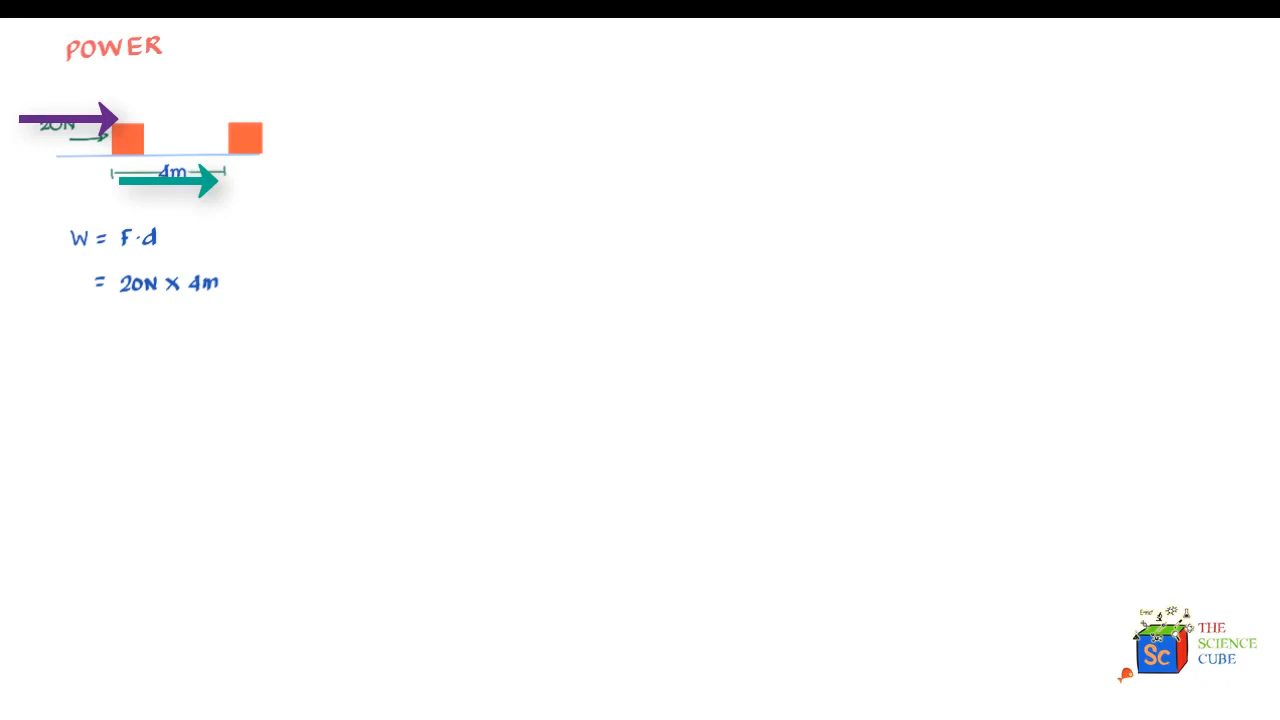 POWER
20N
4m
W = F·d
= 20N × 4m
Sc
THE
SCIENCE
CUBE